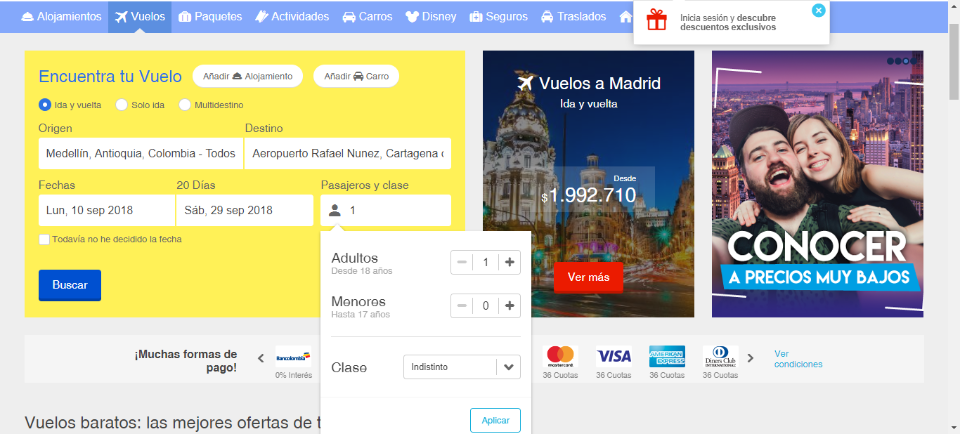 Alojamientos Vuelos Paquetes Actividades Carros Disney Seguros Traslados
Inicia sesión y descubre
descuentos exclusivos
Encuentra tu Vuelo Añadir Alojamiento Añadir Carro
Ida y vuelta Solo ida Multidestino
Origen Destino
Medellín, Antioquia, Colombia - Todos Aeropuerto Rafael Nunez, Cartagena
Fechas 20 Días Pasajeros y clase
Lun, 10 sep 2018 Sáb, 29 sep 2018 1
Todavía no he decidido la fecha
Buscar
Adultos
Desde 18 años
1
Menores
Hasta 17 años
0
Clase Indistinto
Aplicar
Vuelos a Madrid
Ida y vuelta
Desde
$1.992.710
Ver más
CONOCER
A PRECIOS MUY BAJOS
¡Muchas formas de
pago!
Bancolombia
0% Interés
mastercard
36 Cuotas
VISA
36 Cuotas
AMERICAN
EXPRESS
36 Cuotas
Diners Club
INTERNATIONAL
36 Cuotas
Ver
condiciones
Vuelos baratos: las mejores ofertas de